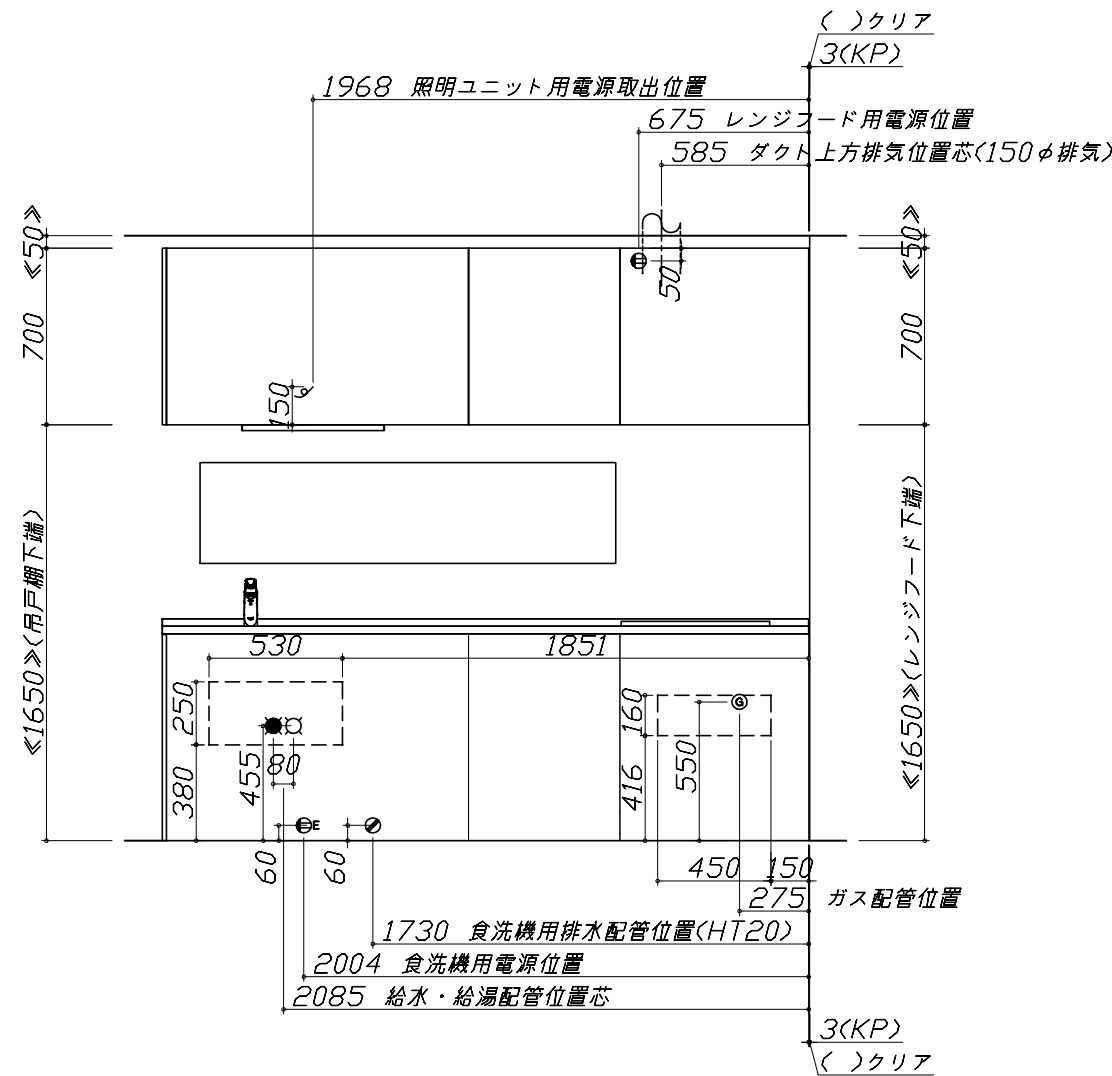 ( )クリア
3(KP)
1968 照明ユニット用電源取出位置
675 レンジフード用電源位置
585 ダクト上方排気位置芯(150φ排気)
≪50≫
≪50≫
50
700
700
150
≪1650≫(吊戸棚下端)
≪1650≫(レンジフード下端)
530
1851
250
160
G
455
80
550
380
416
E
60
60
450
150
275 ガス配管位置
1730 食洗機用排水配管位置(HT20)
2004 食洗機用電源位置
2085 給水・給湯配管位置芯
3(KP)
( )クリア